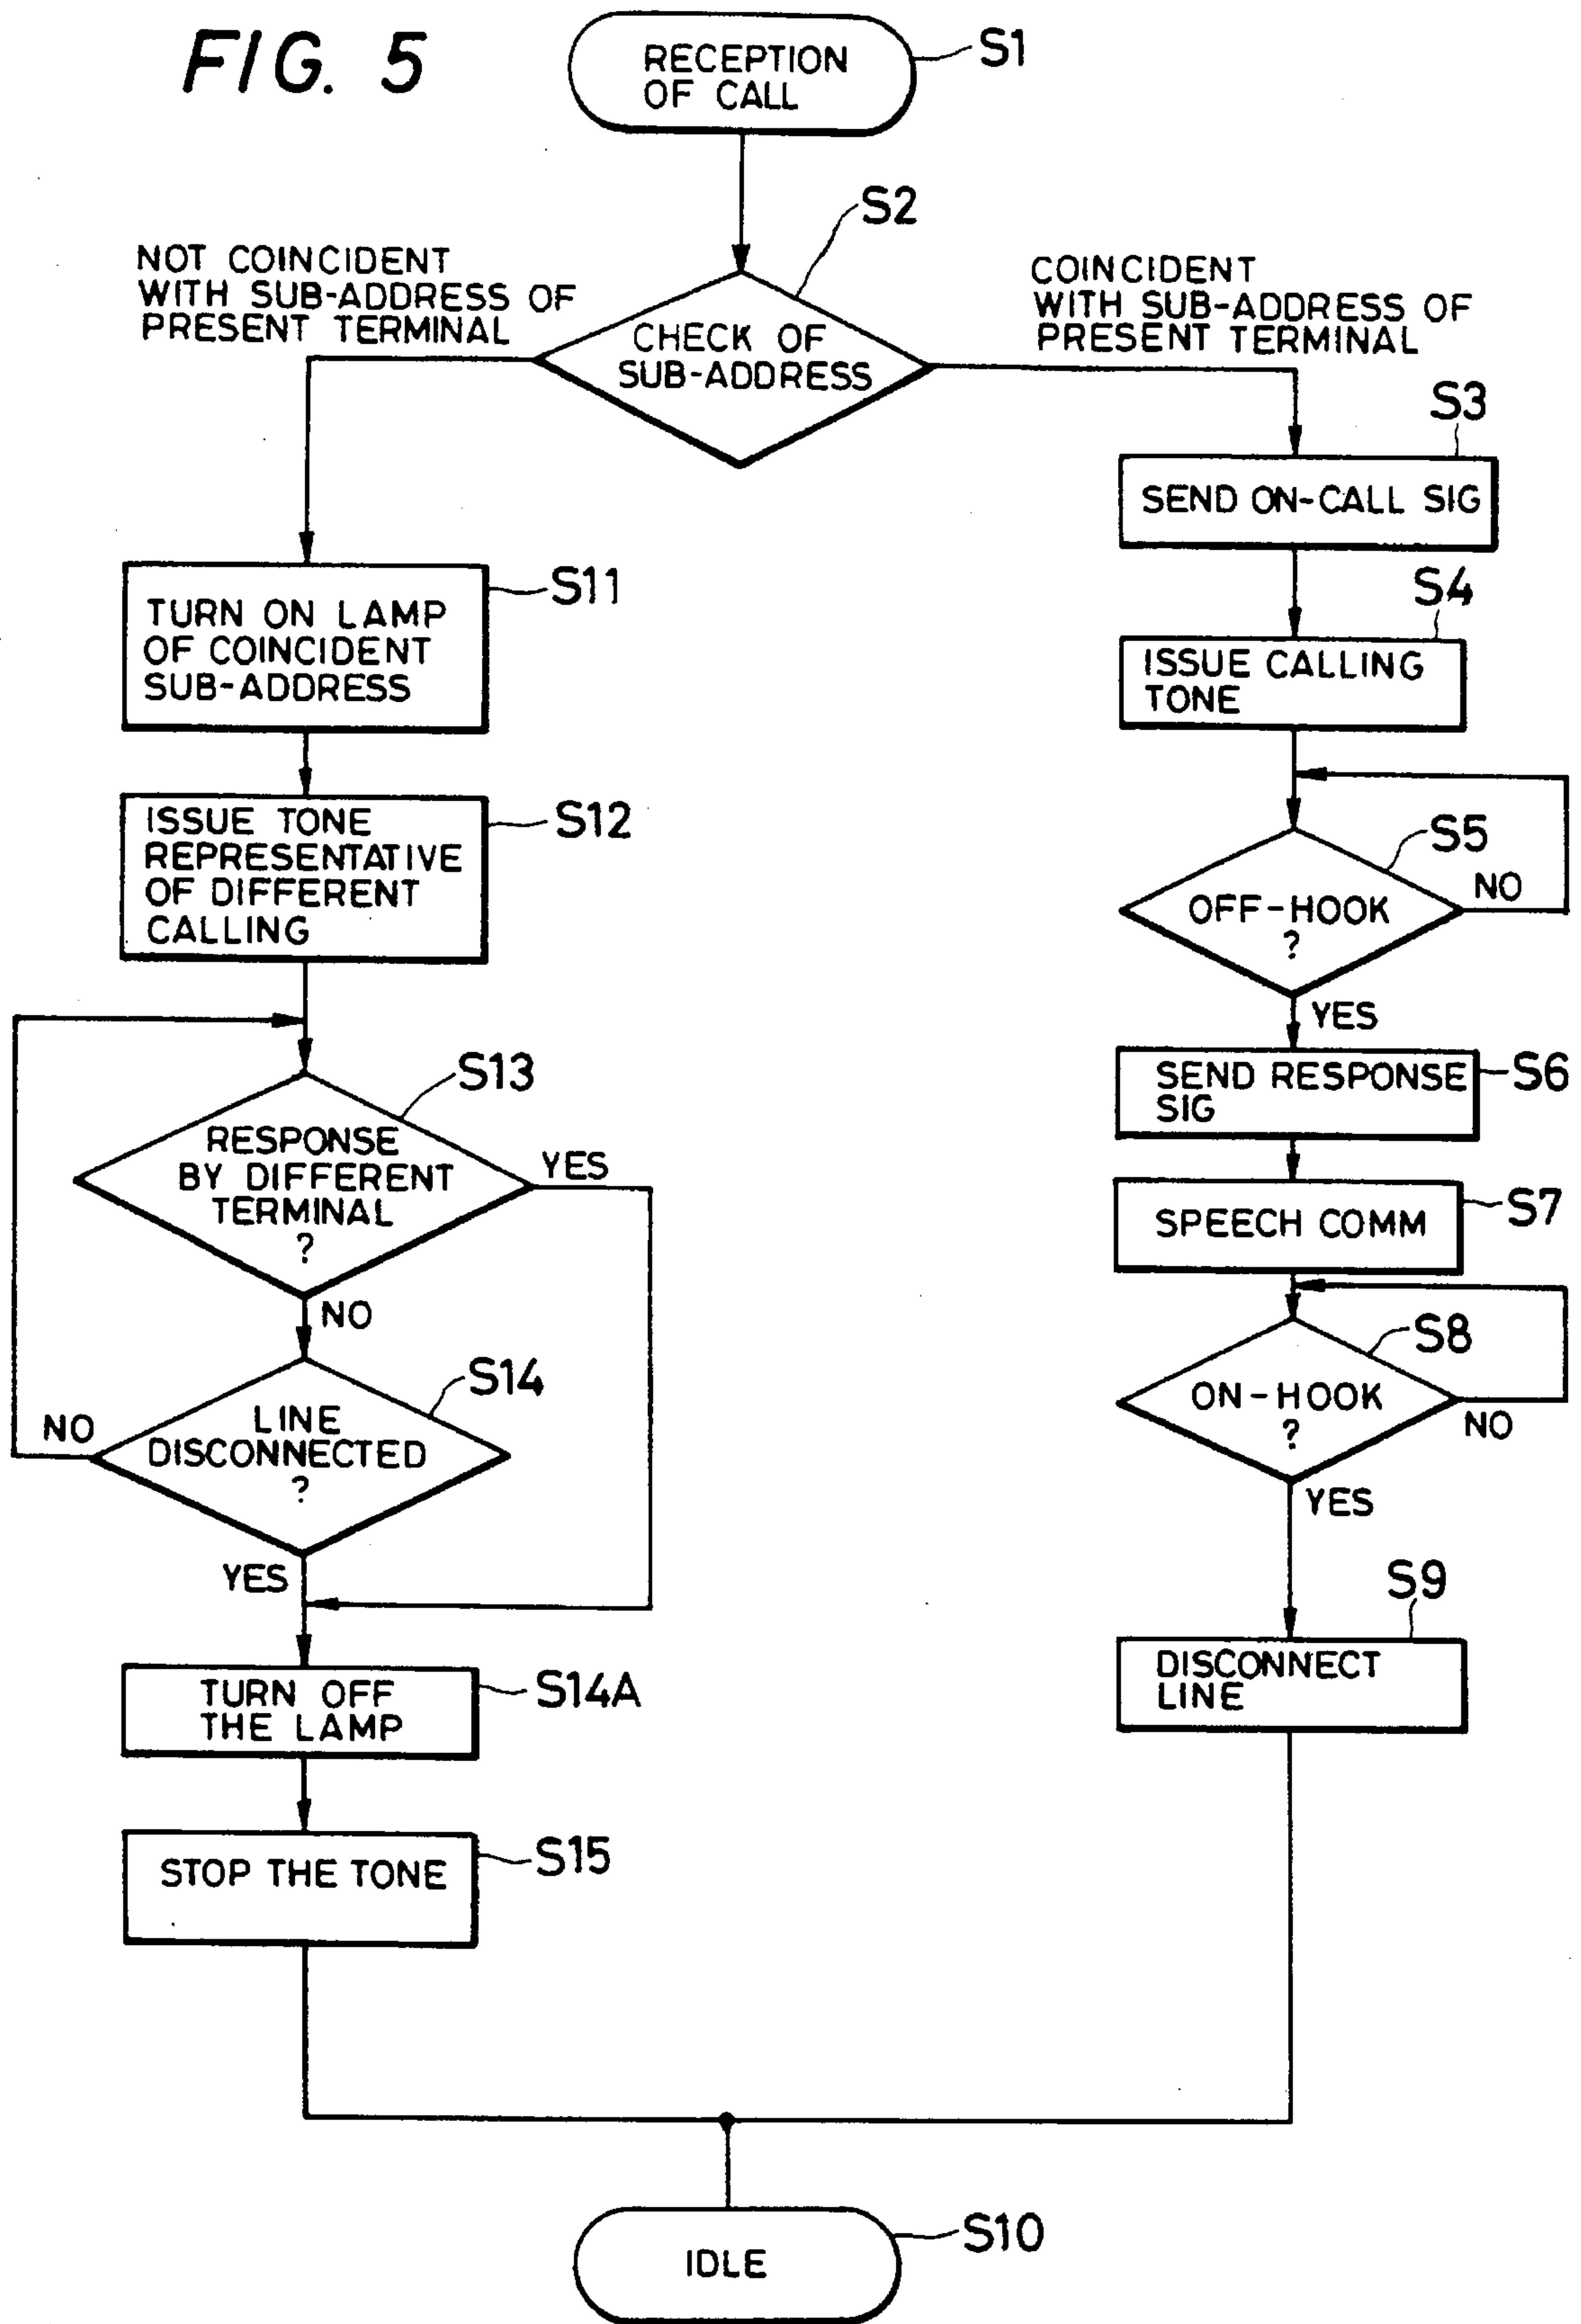 FIG. 5
RECEPTION
OF CALL
S1
S2
NOT COINCIDENT
WITH SUB-ADDRESS OF
PRESENT TERMINAL
COINCIDENT
WITH SUB-ADDRESS OF
PRESENT TERMINAL
CHECK OF
SUB-ADDRESS
S3
SEND ON-CALL SIG
S11
TURN ON LAMP
OF COINCIDENT
SUB-ADDRESS
S4
ISSUE CALLING
TONE
S12
ISSUE TONE
REPRESENTATIVE
OF DIFFERENT
CALLING
S5
NO
OFF-HOOK
?
YES
S13
RESPONSE
BY DIFFERENT
TERMINAL
?
YES
NO
SEND RESPONSE
SIG
S6
SPEECH COMM
S7
S14
NO
LINE
DISCONNECTED
?
YES
S8
ON-HOOK
?
NO
YES
S9
DISCONNECT
LINE
TURN OFF
THE LAMP
S14A
STOP THE TONE
S15
S10
IDLE